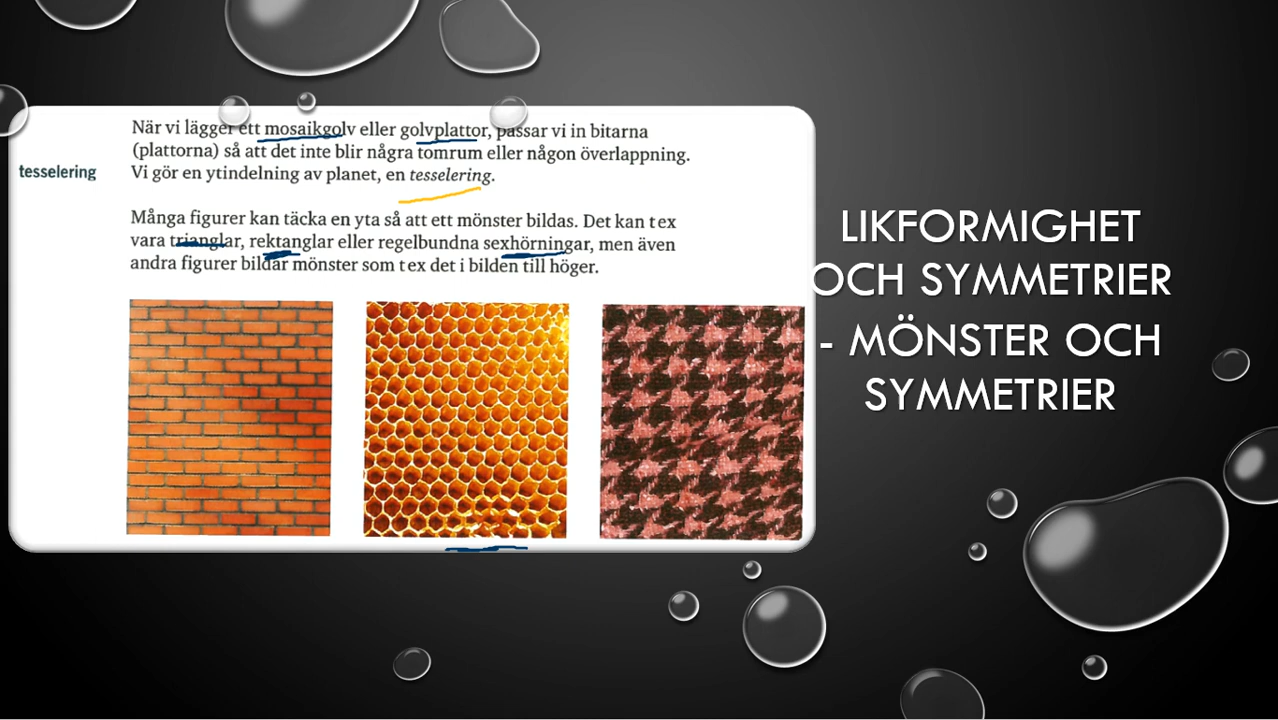 När vi lägger ett mosaikgolv eller golvplattor, passar vi in bitarna
(plattorna) så att det inte blir några tomrum eller någon överlappning.
tesselering
Vi gör en ytindelning av planet, en tesselering.
Många figurer kan täcka en yta så att ett mönster bildas. Det kan t ex
vara trianglar, rektanglar eller regelbundna sexhörningar, men även
andra figurer bildar mönster som t ex det i bilden till höger.
LIKFORMIGHET
OCH SYMMETRIER
- MÖNSTER OCH
SYMMETRIER